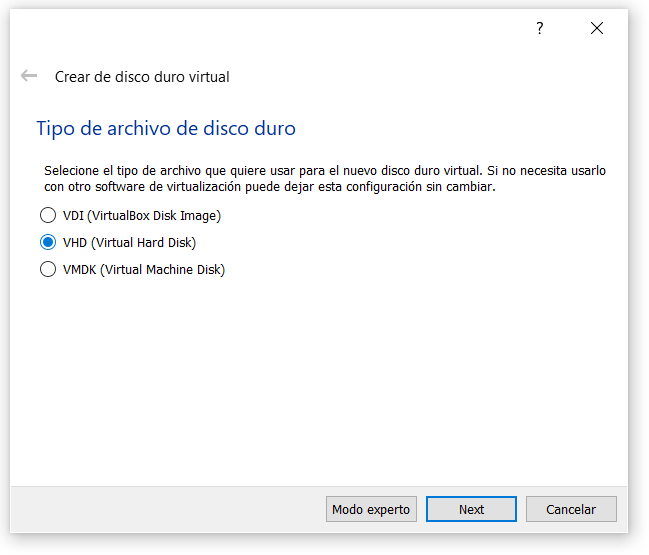 ?
Crear de disco duro virtual
Tipo de archivo de disco duro
Selecione el tipo de archivo que quiere usar para el nuevo disco duro virtual. Si no necesita usarlo
con otro software de virtualización puede dejar esta configuración sin cambiar.
VDI (VirtualBox Disk Image)
VHD (Virtual Hard Disk)
VMDK (Virtual Machine Disk)
Modo experto Next Cancelar